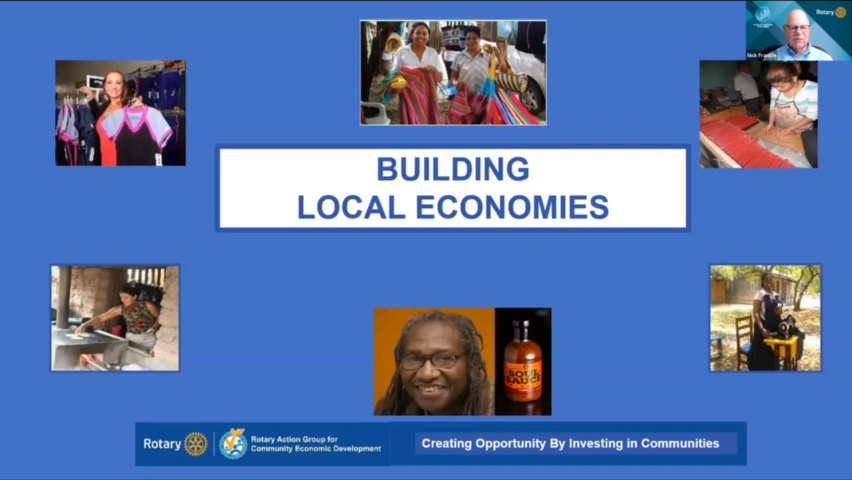 Rotary
Nick Francis
BUILDING
LOCAL ECONOMIES
SOUL
SAUCE
Rotary
Rotary Action Group for
Community Economic Development
Creating Opportunity By Investing in Communities